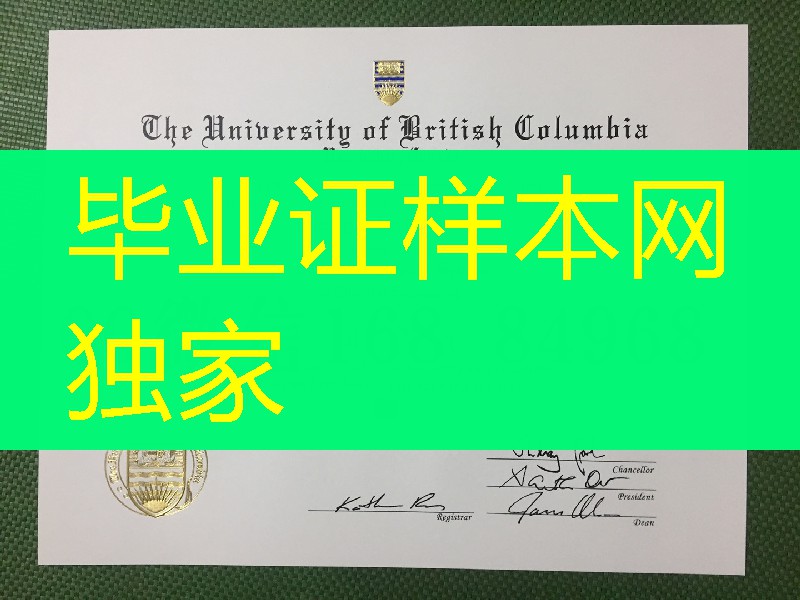 The University of British Columbia
毕业证样本网
独家
Chancellor
President
Registrar
Dean